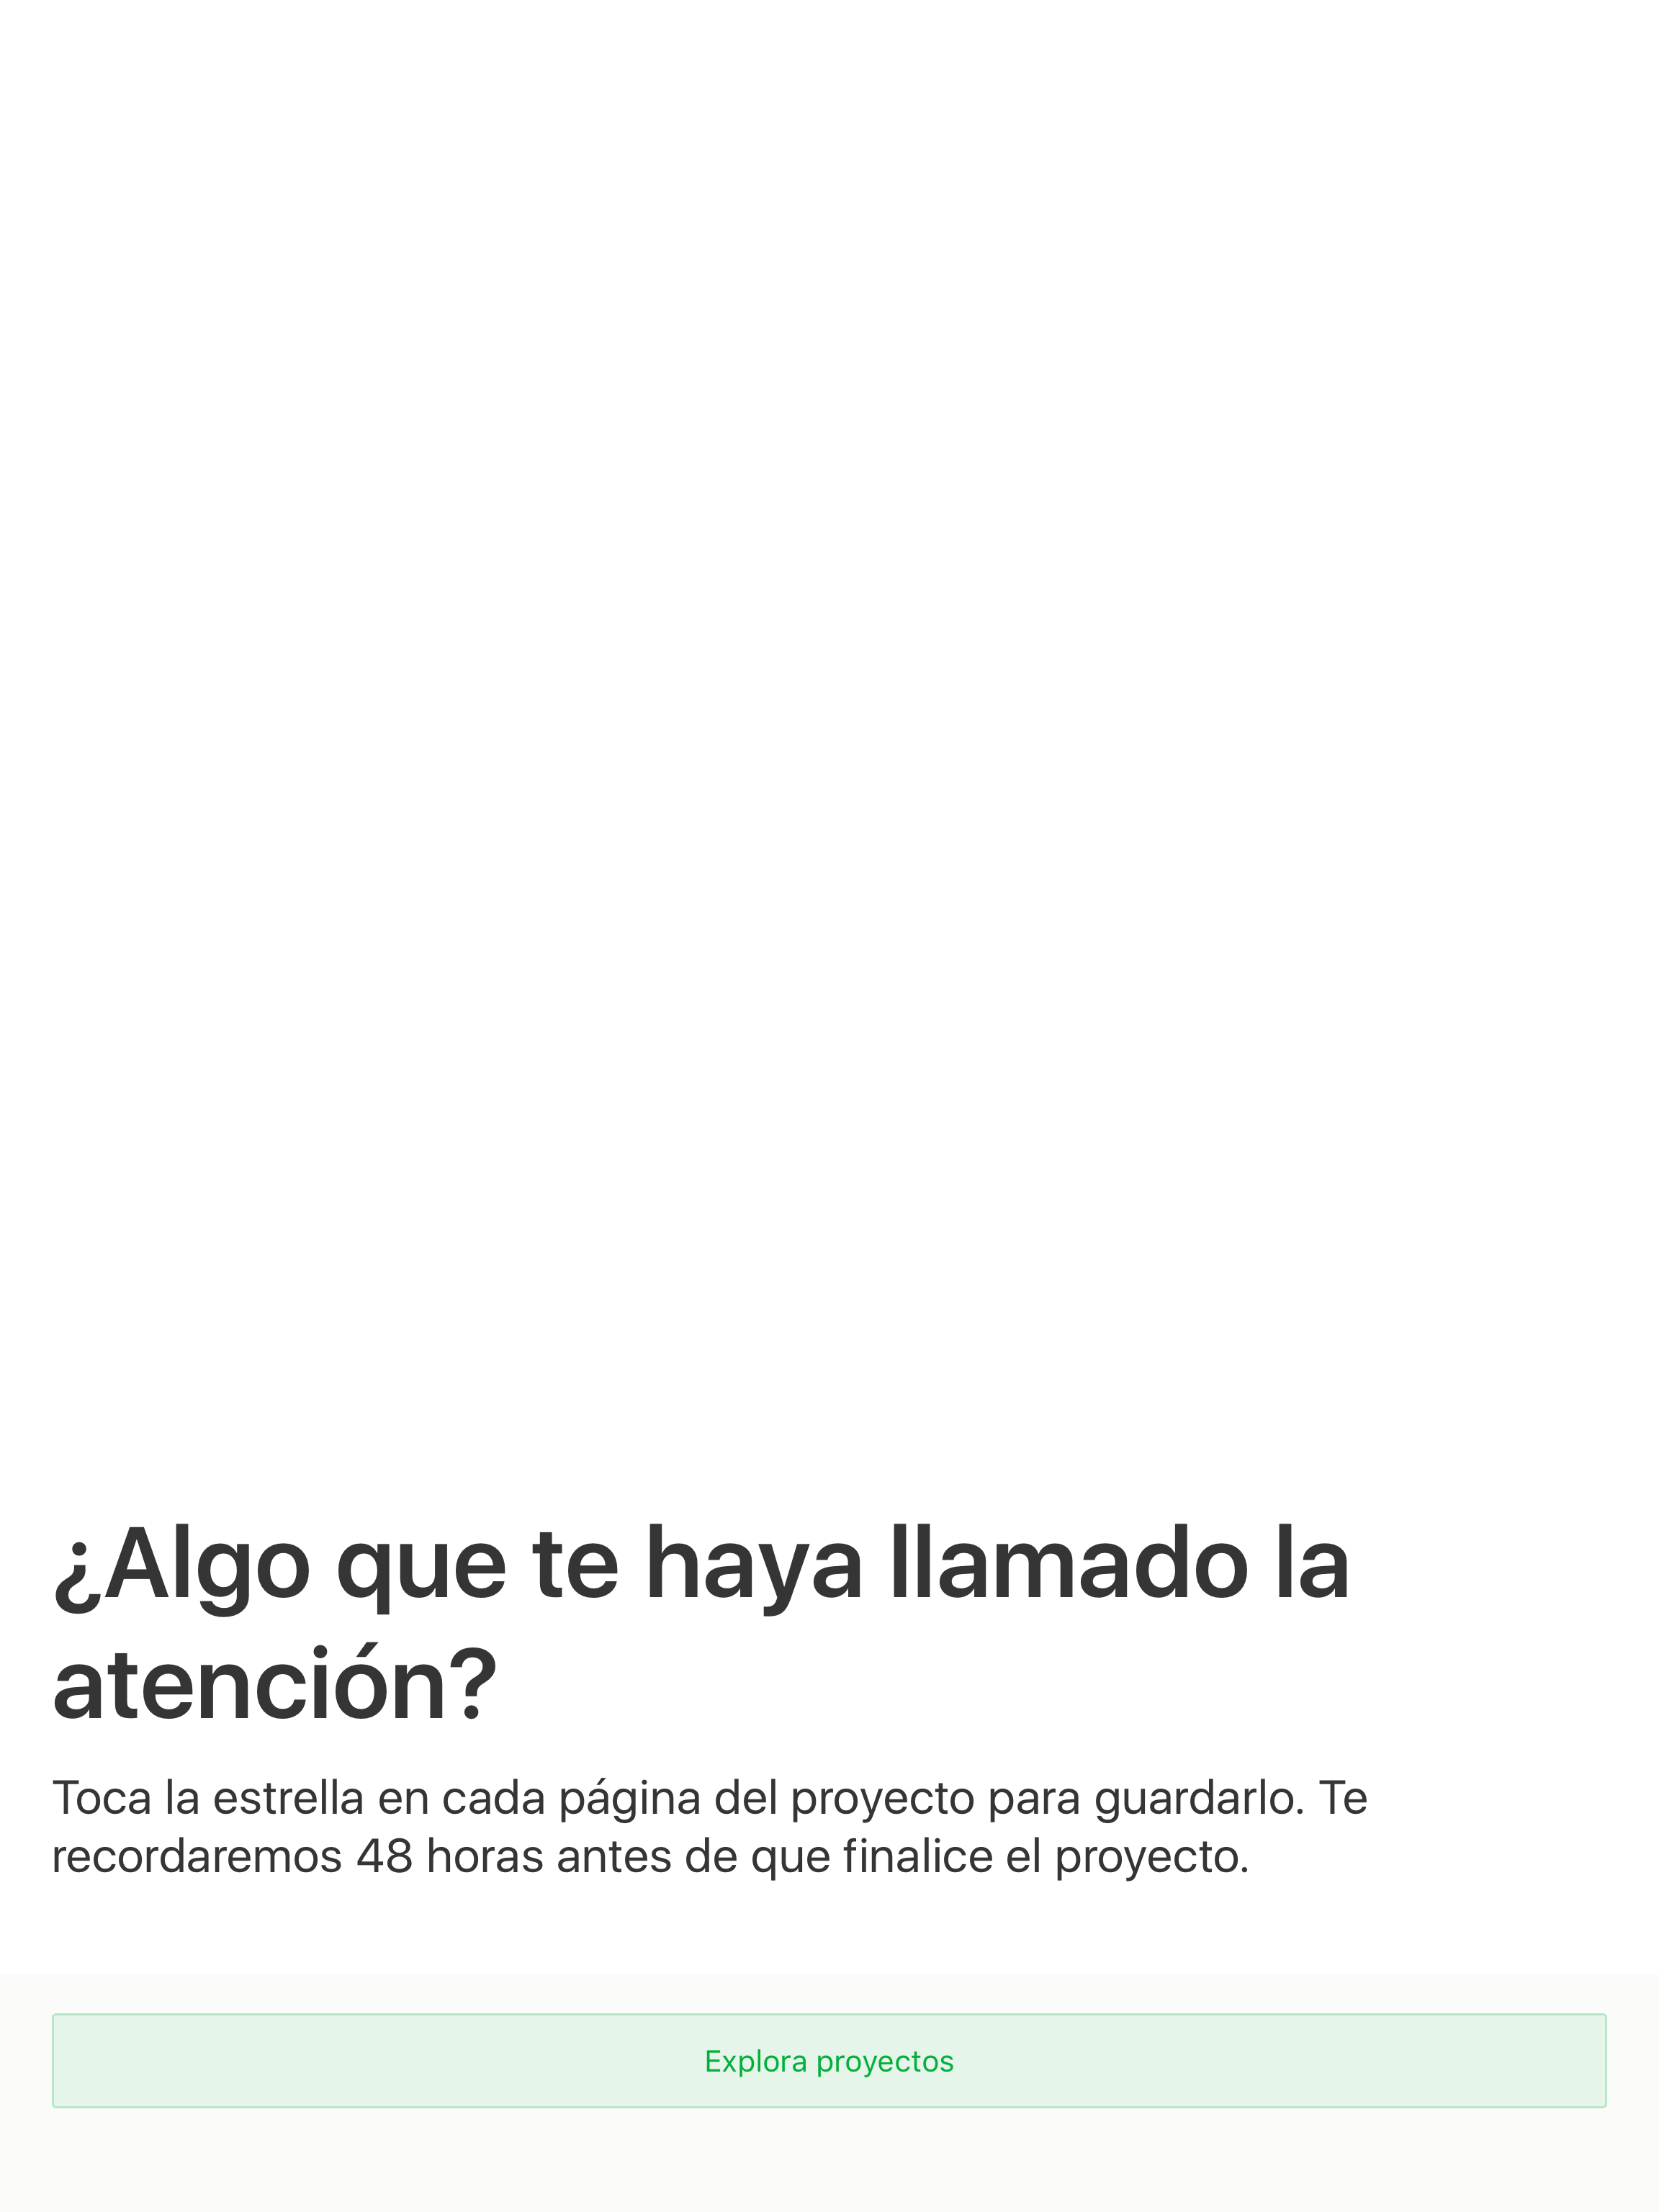 ¿Algo que te haya llamado la
atención?
Toca la estrella en cada página del proyecto para guardarlo. Te
recordaremos 48 horas antes de que finalice el proyecto.
Explora proyectos